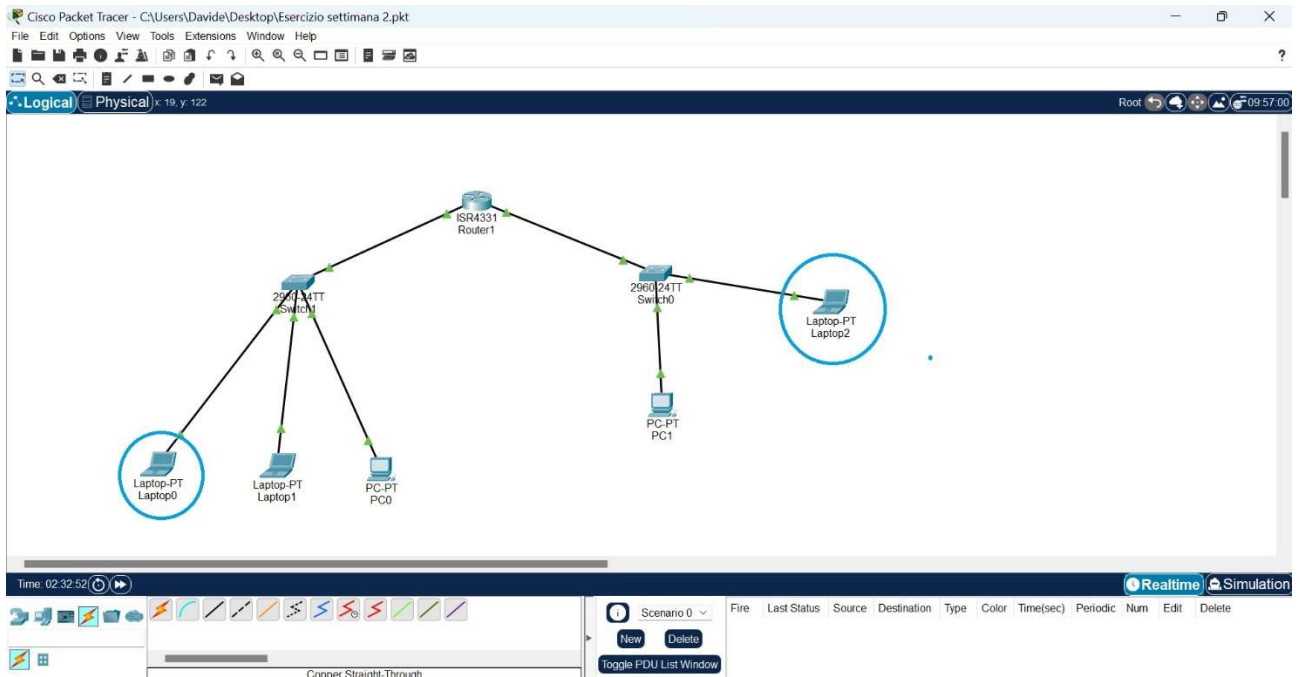 Cisco Packet Tracer - C:\Users\Davide\Desktop\Esercizio settimana 2.pkt
File Edit Options View Tools Extensions Window Help
?
Logical Physical x: 19, y: 122 Root 09:57:00
ISR4331
Router1
2960-24TT
Switch1
2960-24TT
Switch0
Laptop-PT
Laptop2
PC-PT
PC1
Laptop-PT
Laptop0
Laptop-PT
Laptop1
PC-PT
PC0
Time: 02:32:52 Realtime Simulation
Scenario 0 Fire Last Status Source Destination Type Color Time(sec) Periodic Num Edit Delete
New Delete
Toggle PDU List Window
Copper Straight-Through